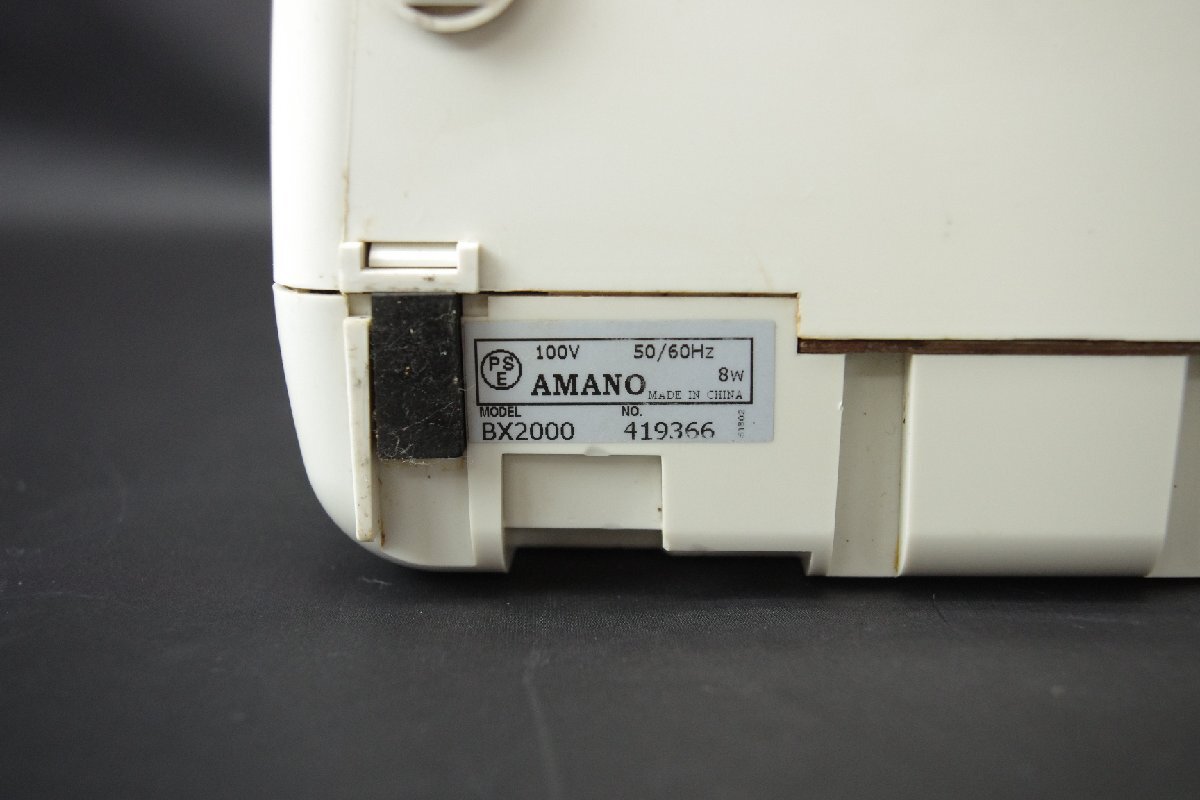 PS
E
100V 50/60Hz
8W
AMANO MADE IN CHINA
MODEL NO.
BX2000 419366